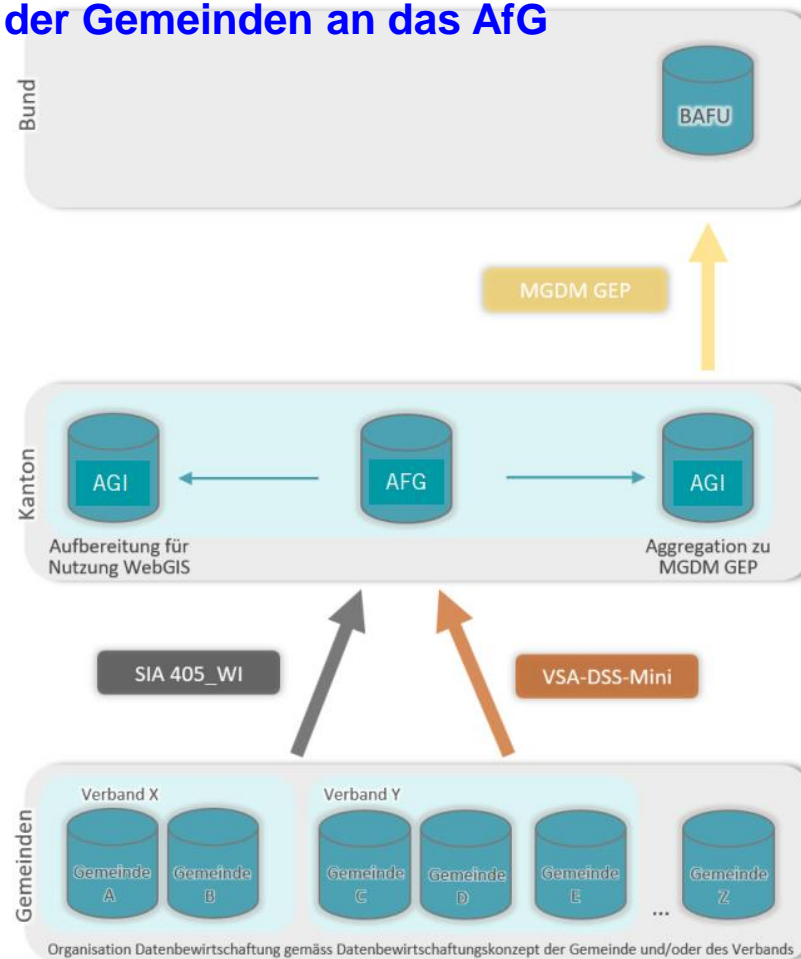 der Gemeinden an das AfG
Bund
BAFU
MGDM GEP
Kanton
AGI
AFG
AGI
Aufbereitung für
Nutzung WebGIS
Aggregation zu
MGDM GEP
SIA 405_WI
VSA-DSS-Mini
Gemeinden
Verband X
Verband Y
Gemeinde
A
Gemeinde
B
Gemeinde
C
Gemeinde
D
Gemeinde
E
...
Gemeinde
Z
Organisation Datenbewirtschaftung gemäss Datenbewirtschaftungskonzept der Gemeinde und/oder des Verbands